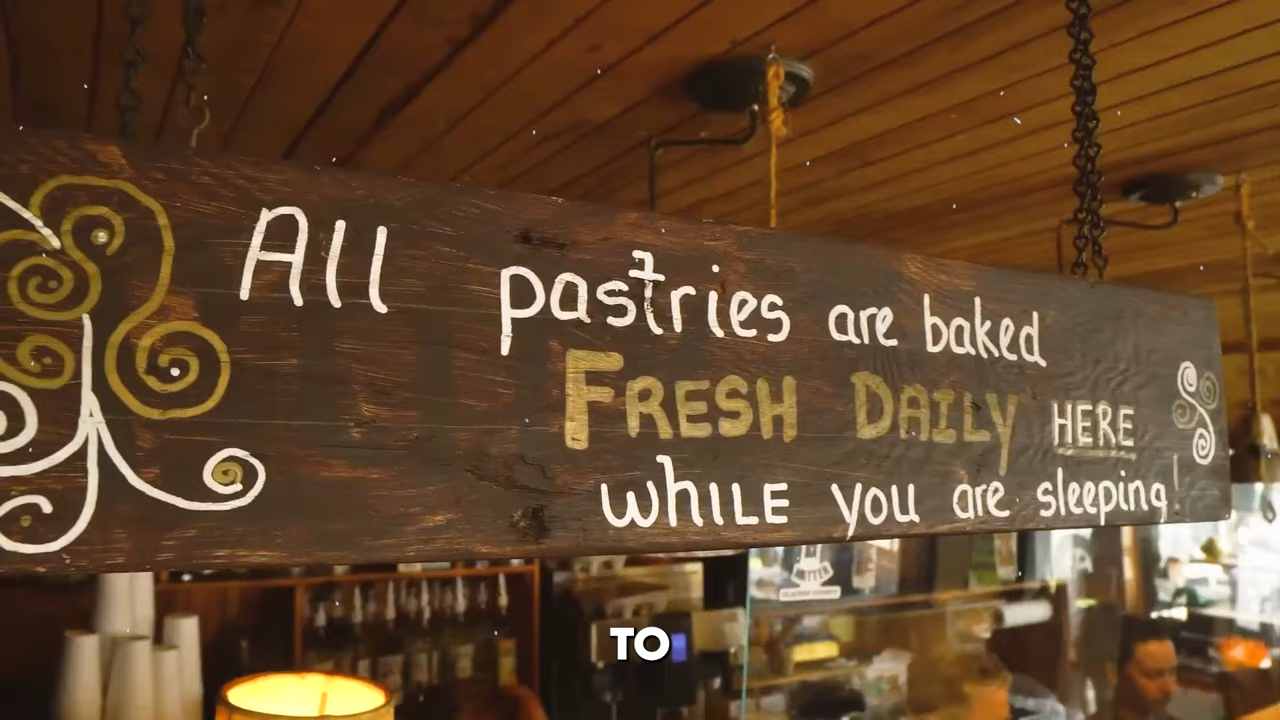 All pastries are baked
FRESH DAILY HERE
while you are sleeping!
TO